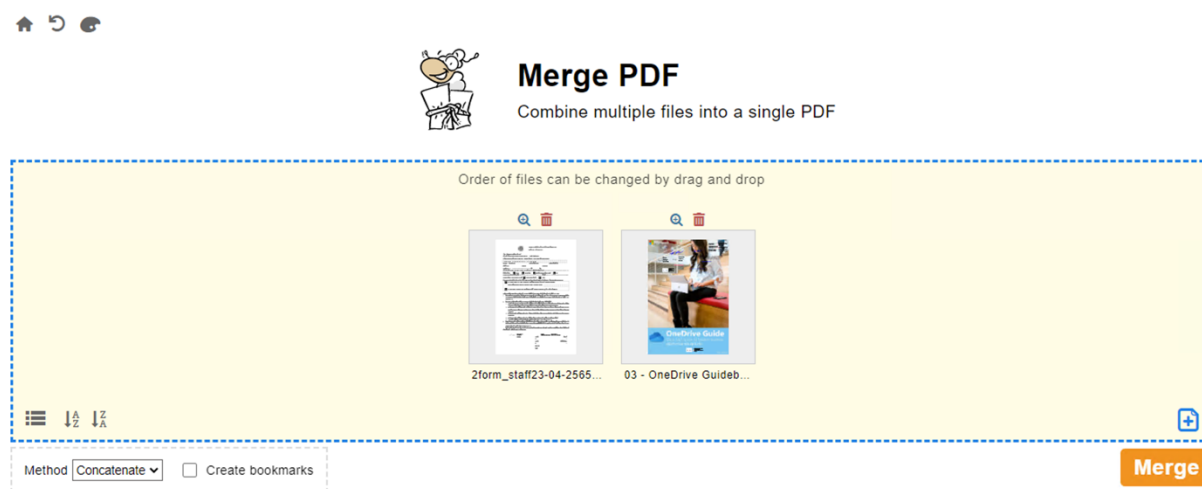 Merge PDF
Combine multiple files into a single PDF
Order of files can be changed by drag and drop
OneDrive Guide
2form_staff23-04-2565...
03 - OneDrive Guideb...
Method Concatenate Create bookmarks
Merge